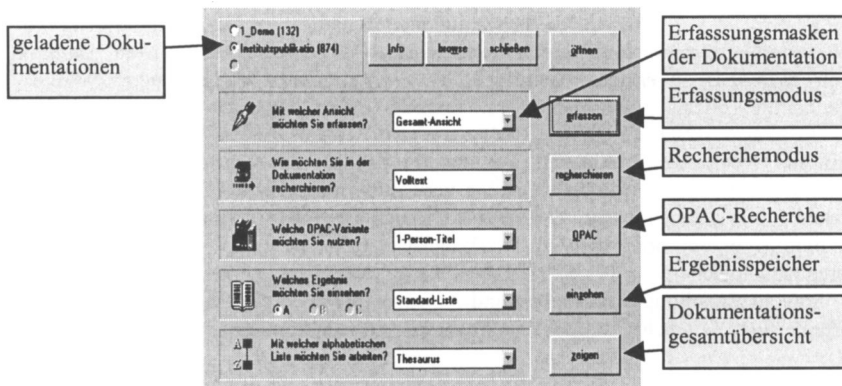 geladene Doku-
mentationen
1_Demo (132)
Institutspublikatio (874)
Info
browse
schließen
öffnen
Erfasssungsmasken
der Dokumentation
Mit welcher Ansicht
möchten Sie erfassen?
Gesamt-Ansicht
erfassen
Erfassungsmodus
Wie möchten Sie in der
Dokumentation
recherchieren?
Volltext
recherchieren
Recherchemodus
Welche OPAC-Variante
möchten Sie nutzen?
1-Person-Titel
OPAC
OPAC-Recherche
Welches Ergebnis
möchten Sie einsehen?
A B C
Standard-Liste
einsehen
Ergebnisspeicher
A
Z
Mit welcher alphabetischen
Liste möchten Sie arbeiten?
Thesaurus
zeigen
Dokumentations-
gesamtübersicht